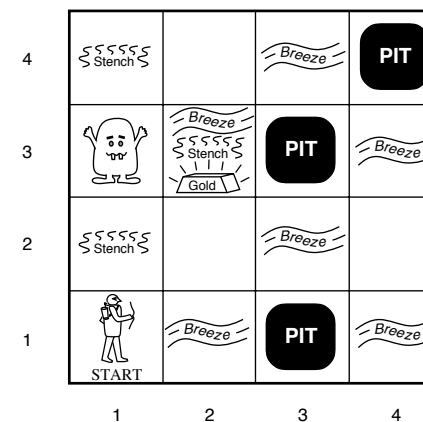 4
Stench
Breeze
PIT
3
Breeze
Stench
Gold
PIT
Breeze
2
Stench
Breeze
1
START
Breeze
PIT
Breeze
1 2 3 4